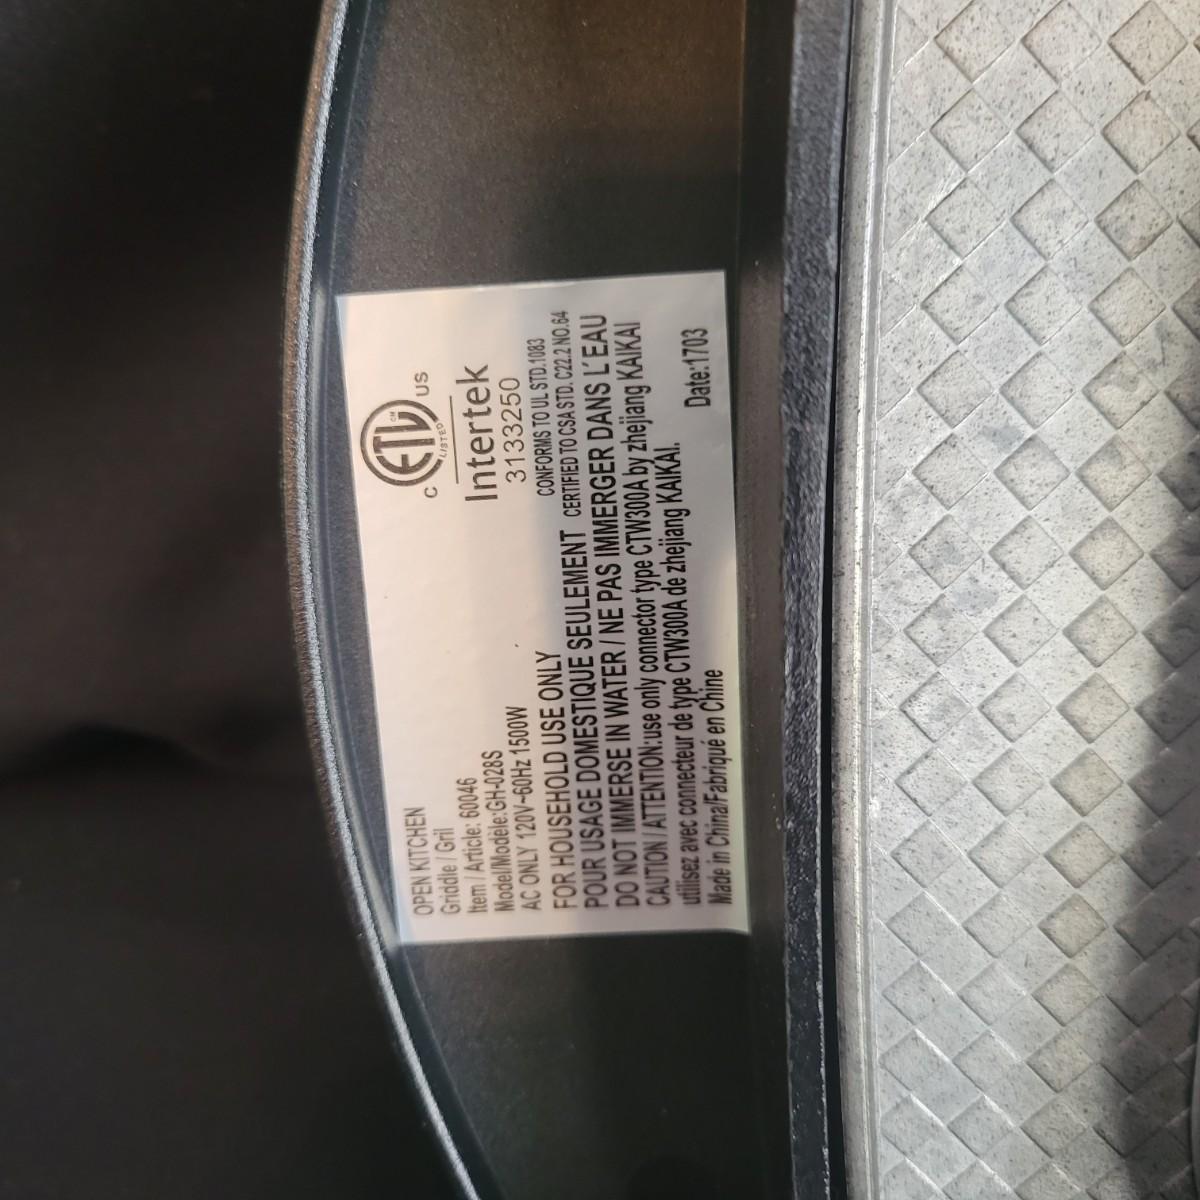 OPEN KITCHEN
Griddle / Gril
Item / Article: 60046
Model/Modèle:GH-028S
AC ONLY 120V~60Hz 1500W
FOR HOUSEHOLD USE ONLY
POUR USAGE DOMESTIQUE SEULEMENT
DO NOT IMMERSE IN WATER / NE PAS IMMERGER DANS L'EAU
CAUTION / ATTENTION:use only connector type CTW300A by zhejiang KAIKAI
utilisez avec connecteur de type CTW300A de zhejiang KAIKAI.
Made in China/Fabriqué en Chine
Date:1703
ETL CM
LISTED
C US
Intertek
3133250
CONFORMS TO UL STD.1083
CERTIFIED TO CSA STD. C22.2 NO.64